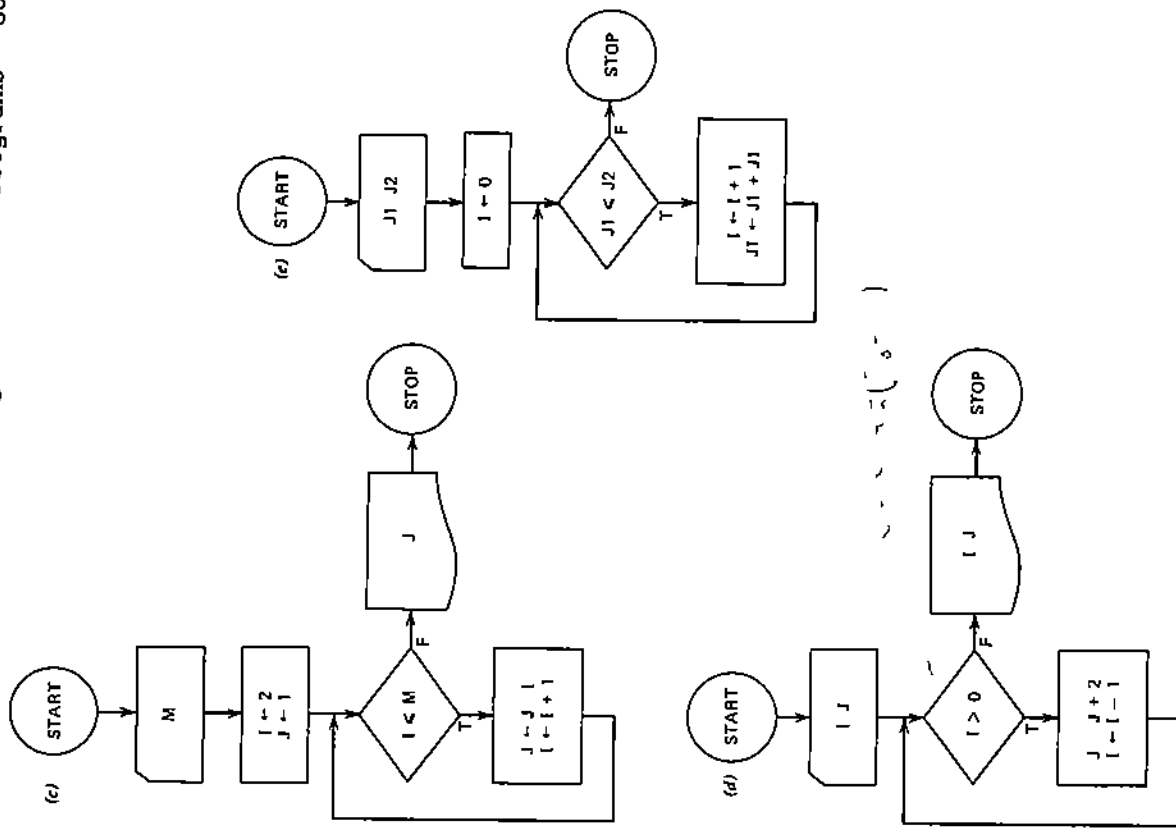 (c)
START
M
I ← 2
J ← 1
I < M
T
F
J ← J I
I ← I + 1
J
STOP
(d)
START
I J
I > 0
T
F
J J + 2
I ← I - 1
I J
STOP
(e)
START
J1 J2
I ← 0
J1 < J2
T
F
I ← I + 1
J1 ← J1 + J1
STOP